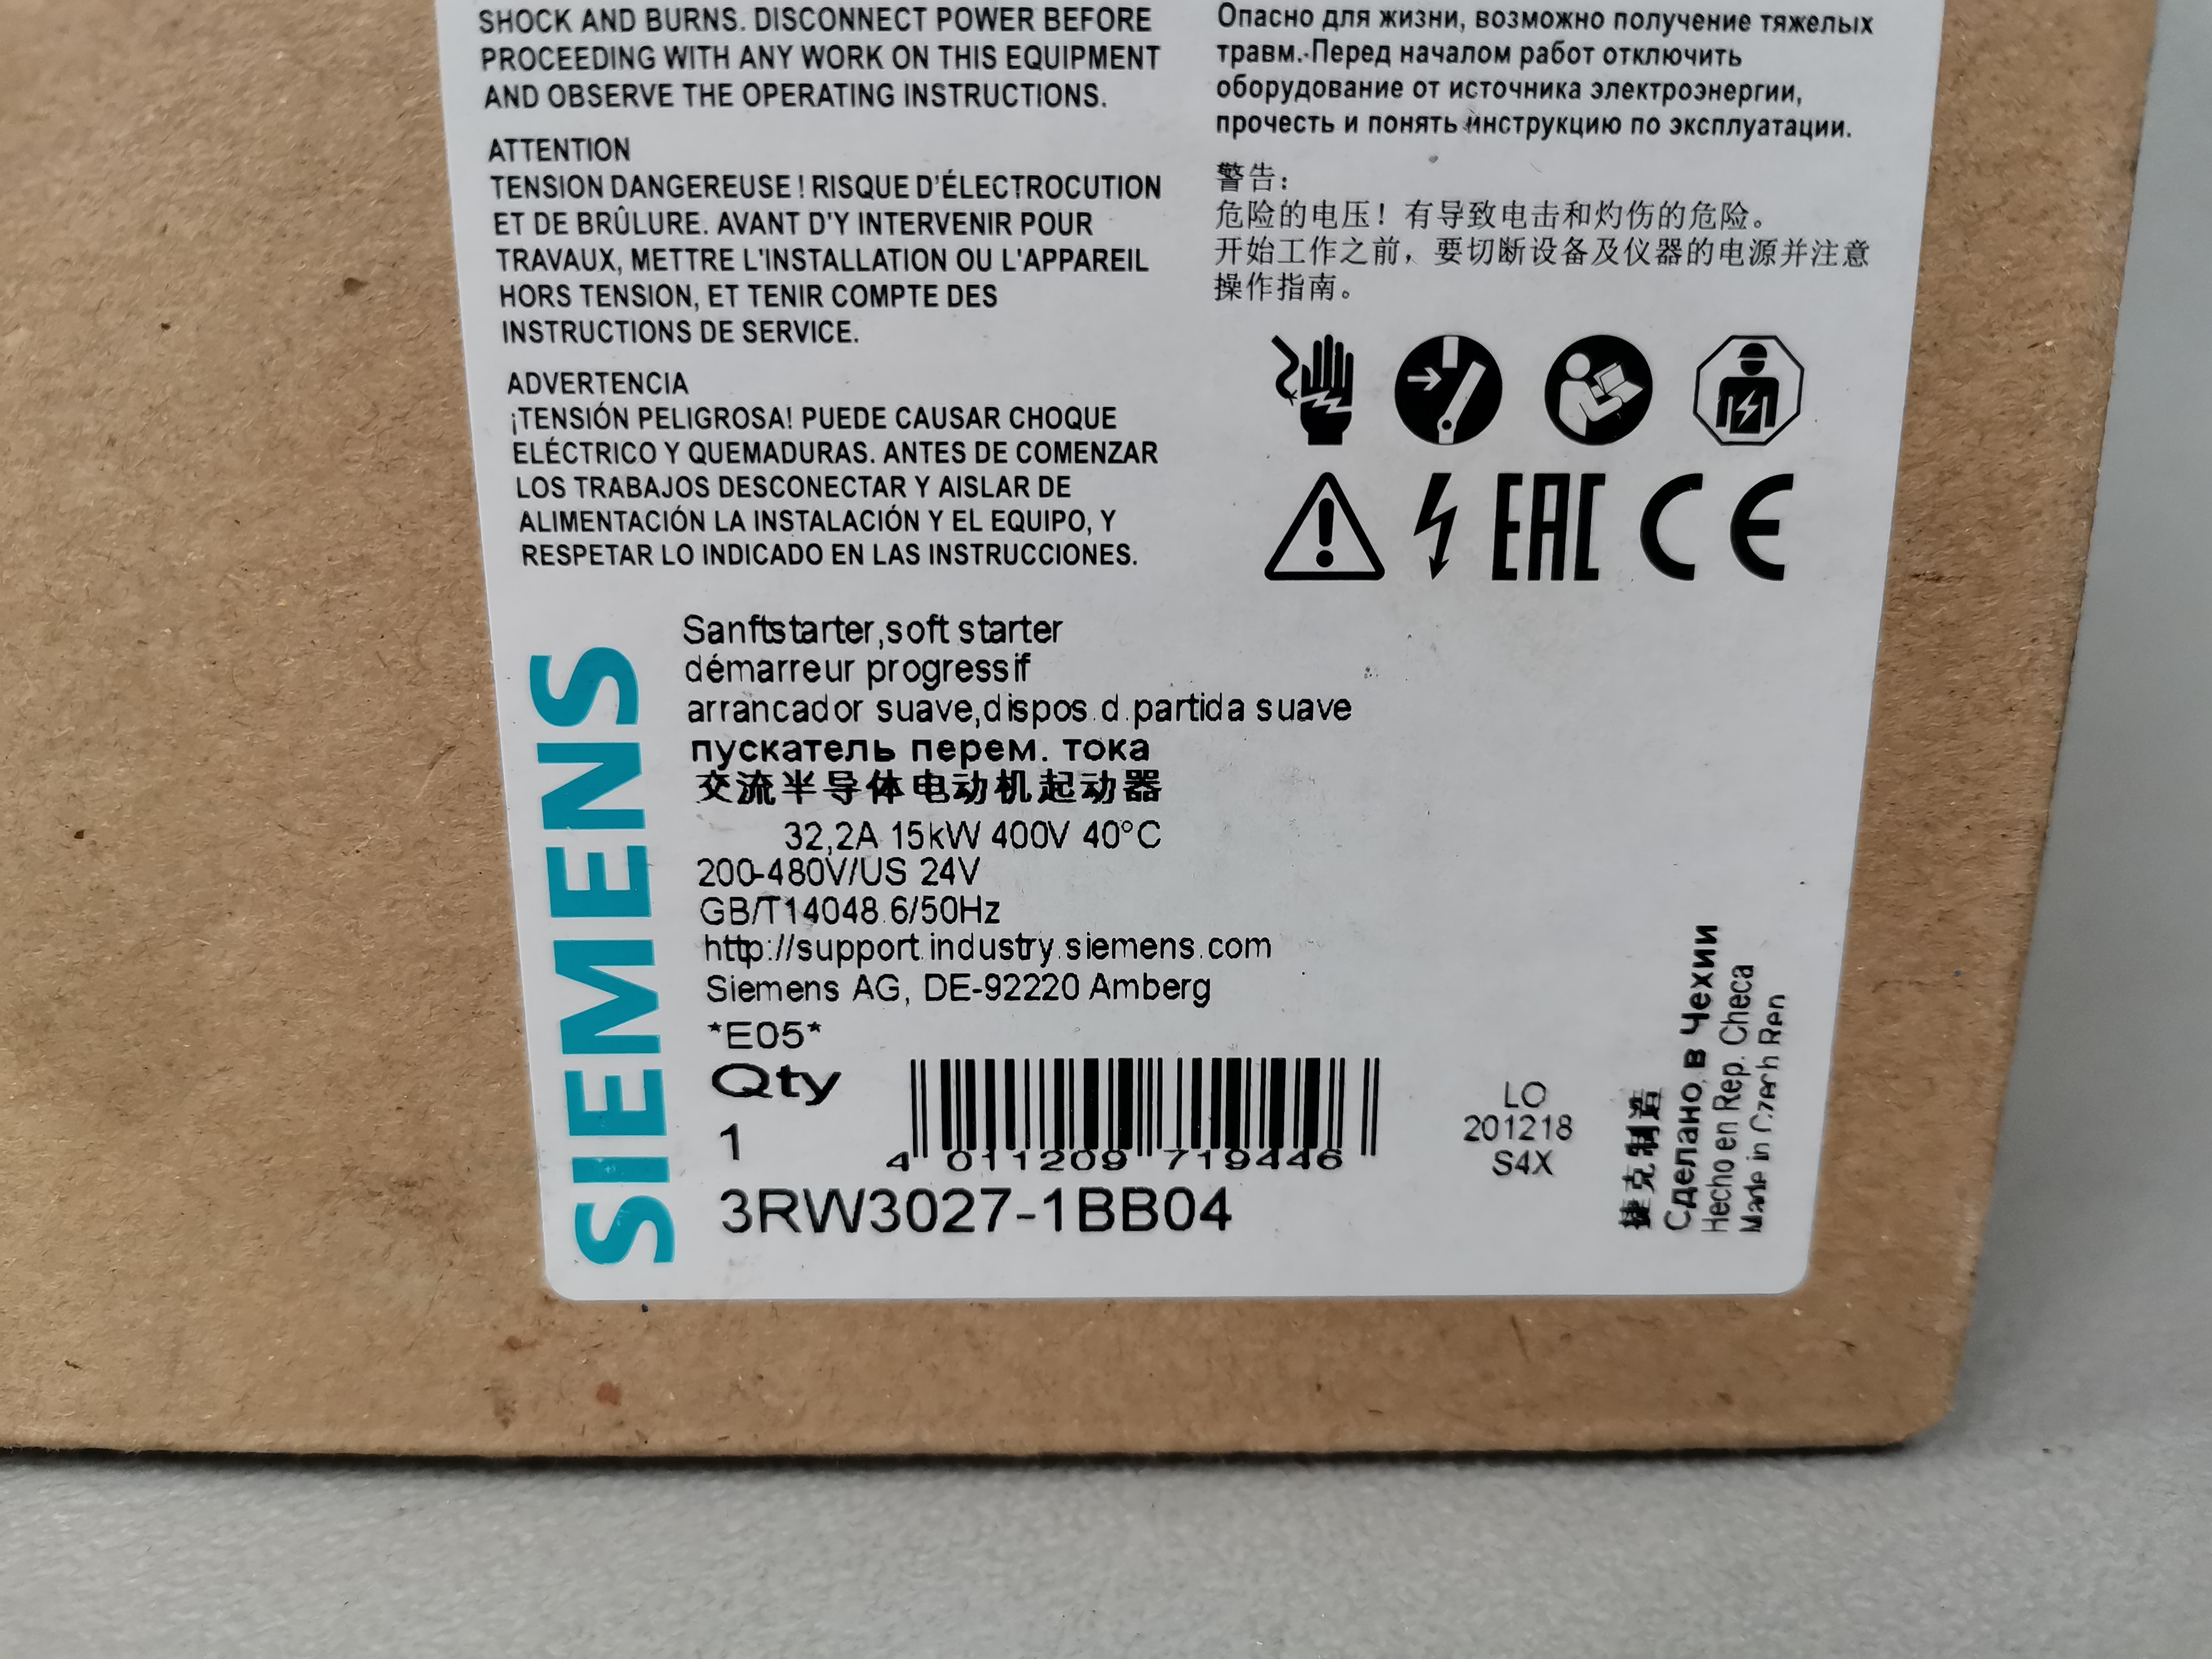 SHOCK AND BURNS. DISCONNECT POWER BEFORE
PROCEEDING WITH ANY WORK ON THIS EQUIPMENT
AND OBSERVE THE OPERATING INSTRUCTIONS.
ATTENTION
TENSION DANGEREUSE ! RISQUE D'ÉLECTROCUTION
ET DE BRÛLURE. AVANT D'Y INTERVENIR POUR
TRAVAUX, METTRE L'INSTALLATION OU L'APPAREIL
HORS TENSION, ET TENIR COMPTE DES
INSTRUCTIONS DE SERVICE.
ADVERTENCIA
¡TENSIÓN PELIGROSA! PUEDE CAUSAR CHOQUE
ELÉCTRICO Y QUEMADURAS. ANTES DE COMENZAR
LOS TRABAJOS DESCONECTAR Y AISLAR DE
ALIMENTACIÓN LA INSTALACIÓN Y EL EQUIPO, Y
RESPETAR LO INDICADO EN LAS INSTRUCCIONES.
Опасно для жизни, возможно получение тяжелых
травм. Перед началом работ отключить
оборудование от источника электроэнергии,
прочесть и понять инструкцию по эксплуатации.
警告：
危险的电压！有导致电击和灼伤的危险。
开始工作之前，要切断设备及仪器的电源并注意
操作指南。
EAC CE
SIEMENS
Sanftstarter,soft starter
démarreur progressif
arrancador suave,dispos.d.partida suave
пускатель перем. тока
交流半导体电动机起动器
32,2A 15kW 400V 40°C
200-480V/US 24V
GB/T14048.6/50Hz
http://support.industry.siemens.com
Siemens AG, DE-92220 Amberg
*E05*
Qty
1
4 011209 719446
3RW3027-1BB04
LO
201218
S4X
捷克制造
Сделано в Чехии
Hecho en Rep. Checa
Made in Czech Rep